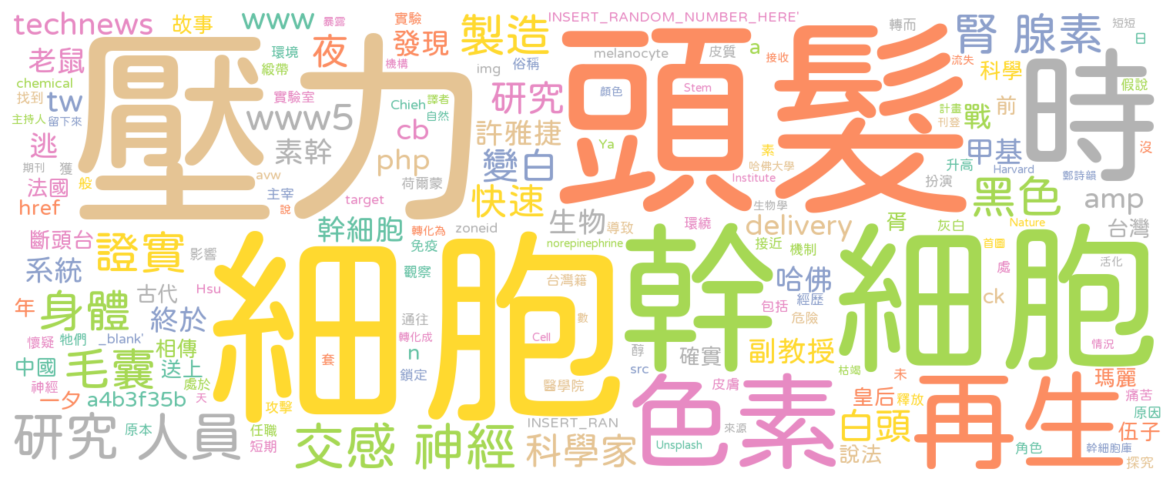 technews 故事 www 暴露 實驗 製造 INSERT_RANDOM_NUMBER_HERE' 轉而 腎 腺素 短短
老鼠 環境 夜 發現 俗稱 melanocyte 皮質 a 接收 流失 科學 日
chemical 緞帶 機構 img 假說
壓力 頭髮 時
找到 tw 實驗室 www5 Chieh 譯者 研究 顏色 Stem 計畫 戰 前
主持人 留下來 cb 自然 許雅捷 Ya 素 刊登 甲基 沒
逃 素幹 php 變白 哈佛大學 升高 Harvard 鄭詩韻
期刊 獲 般 avw 荷爾蒙 Institute 扮演
法國 主宰 target 快速 生物學 黑色 amp
href 說 生物 導致 環繞 delivery 胥 灰白 Nature 台灣
斷頭台 證實 幹細胞 轉化為 免疫 zoneid norepinephrine 接近 機制 首圖
系統 影響 觀察 台灣籍 哈佛 處 活化
細胞 幹 細胞
年 身體 古代 Hsu 通往 數 包括 經歷 ck
懷疑 牠們 _blank' 終於 轉化成 Cell 醇 確實 危險 情況
中國 毛囊 相傳 套 n src 副教授 枯竭
神經 處於 送上 鎖定 醫學院 皮膚 未 瑪麗
一夕 a4b3f35b 天 攻擊 色素 皇后 釋放 再生 痛苦
研究 人員 原本 任職 交感 神經 INSERT_RAN 來源 白頭 原因 伍子
短期 科學家 Unsplash 說法 角色 幹細胞庫 探究